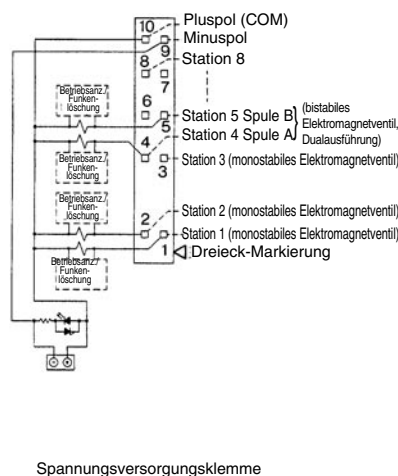 10 Pluspol (COM)
9 Minuspol
8 Station 8
7
Betriebsanz./
Funken-
löschung
6
5 Station 5 Spule B
4 Station 4 Spule A
(bistabiles
Elektromagnetventil,
Dualausführung)
Betriebsanz./
Funken-
löschung
3 Station 3 (monostabiles Elektromagnetventil)
Betriebsanz./
Funken-
löschung
2 Station 2 (monostabiles Elektromagnetventil)
Station 1 (monostabiles Elektromagnetventil)
1 Dreieck-Markierung
Betriebsanz./
Funken-
löschung
Spannungsversorgungsklemme